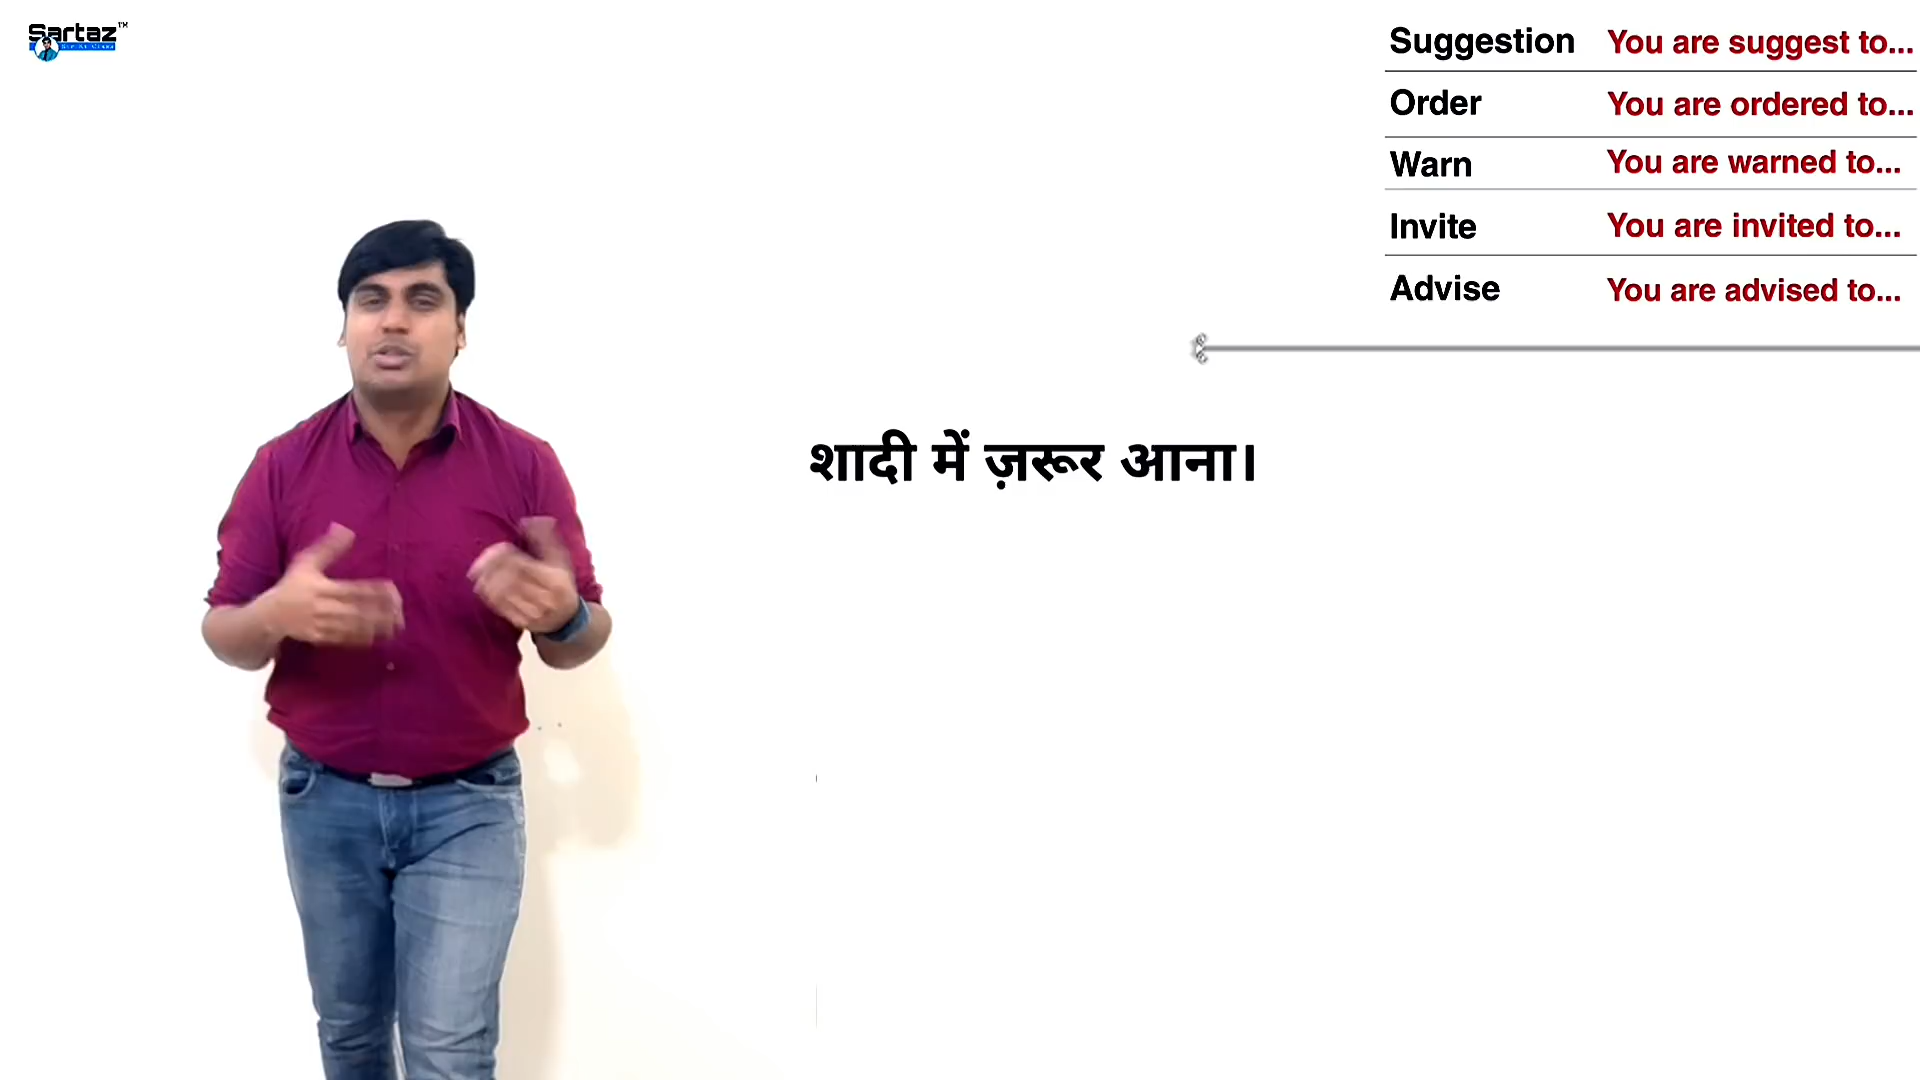 Sartaz™
Suggestion You are suggest to...
Order You are ordered to...
Warn You are warned to...
Invite You are invited to...
Advise You are advised to...
शादी में ज़रूर आना।